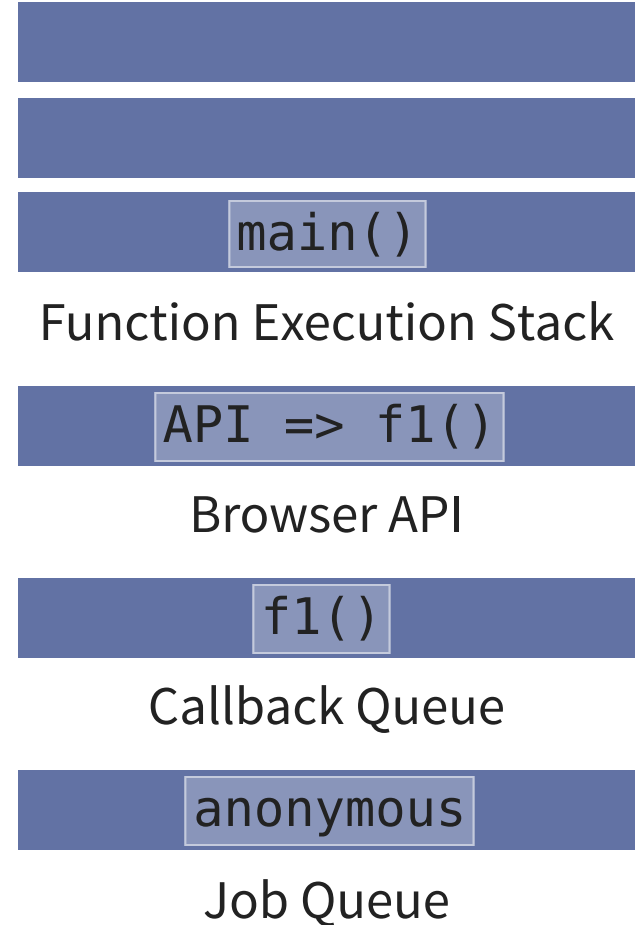 main()
Function Execution Stack
API => f1()
Browser API
f1()
Callback Queue
anonymous
Job Queue